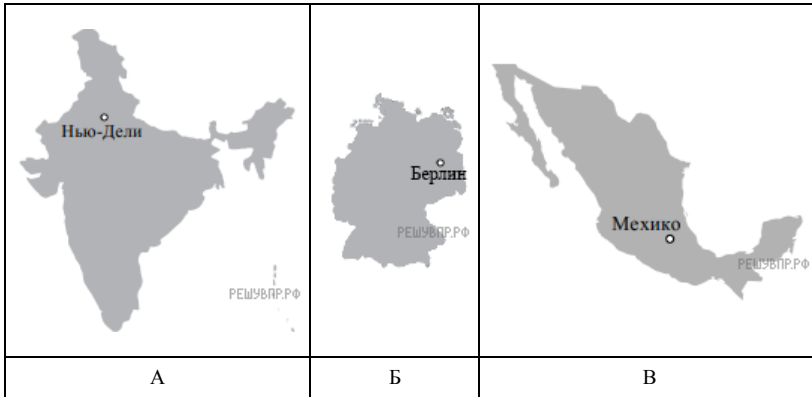 Нью-Дели
РЕШУВПР.РФ
Берлин
РЕШУВПР.РФ
Мехико
РЕШУВПР.РФ
А
Б
В